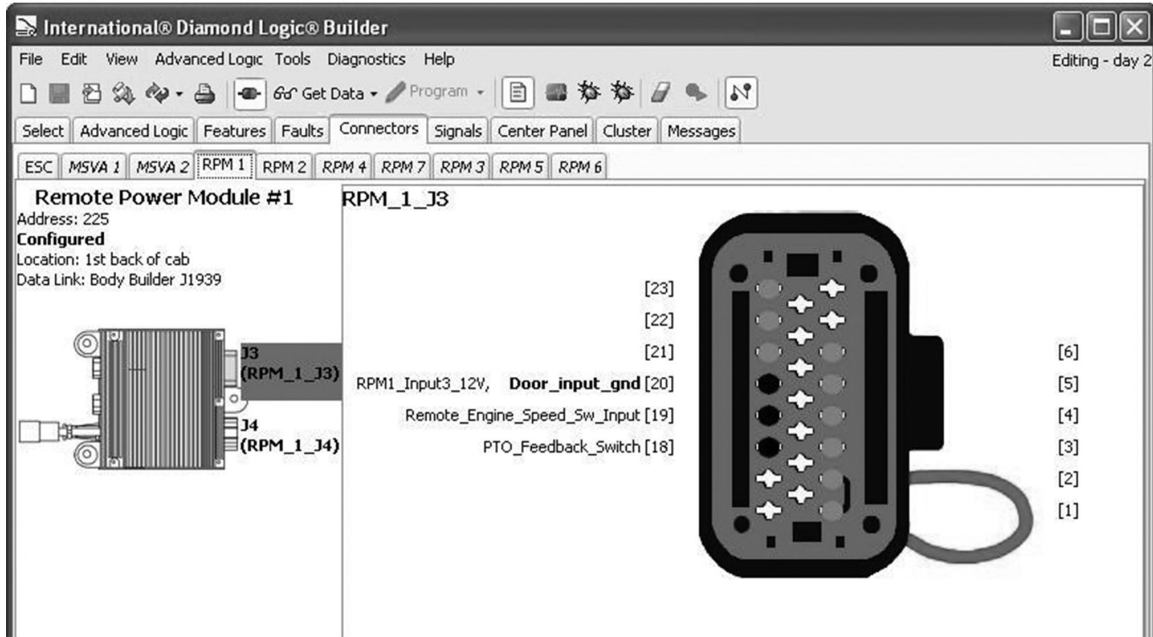 International® Diamond Logic® Builder
File Edit View Advanced Logic Tools Diagnostics Help Editing - day 2
Get Data Program
Select Advanced Logic Features Faults Connectors Signals Center Panel Cluster Messages
ESC MSVA 1 MSVA 2 RPM 1 RPM 2 RPM 4 RPM 7 RPM 3 RPM 5 RPM 6
Remote Power Module #1
Address: 225
Configured
Location: 1st back of cab
Data Link: Body Builder J1939
J3
(RPM_1_J3)
J4
(RPM_1_J4)
RPM_1_J3
[23]
[22]
[21]
RPM1_Input3_12V, Door_input_gnd [20]
Remote_Engine_Speed_Sw_Input [19]
PTO_Feedback_Switch [18]
[6]
[5]
[4]
[3]
[2]
[1]